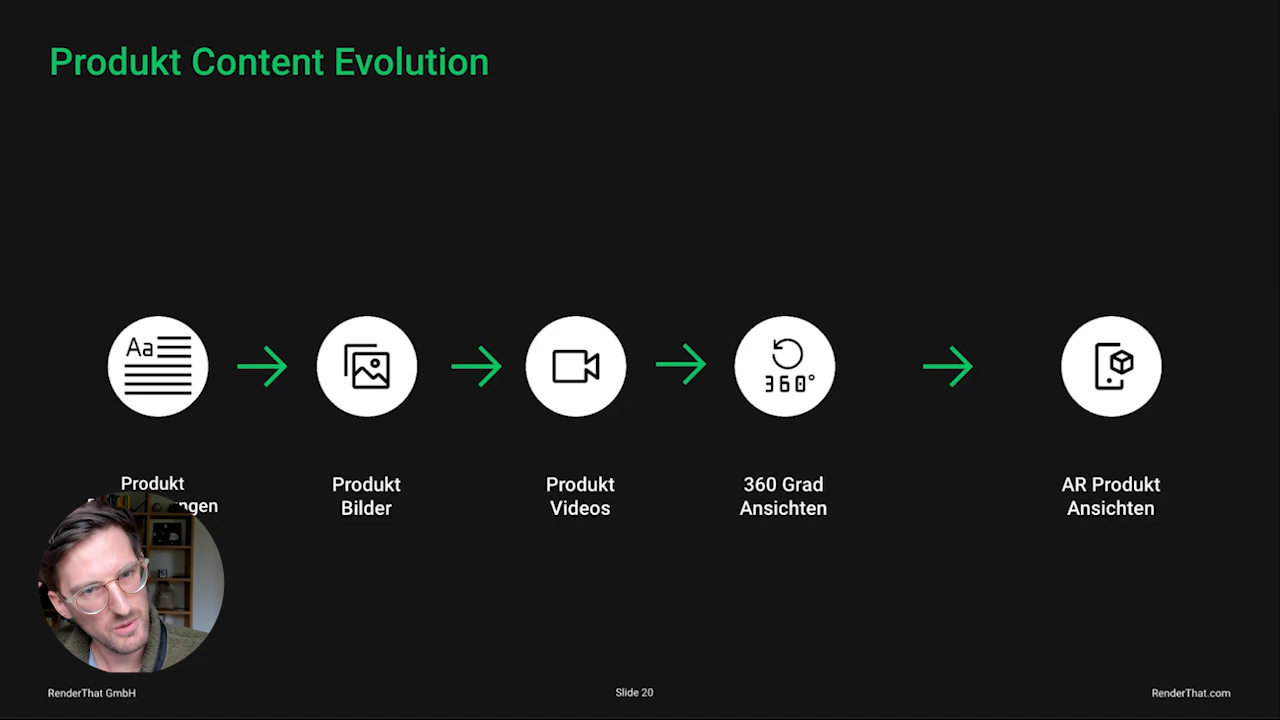 Produkt Content Evolution
Aa
360°
Produkt
Produkt
Bilder
Produkt
Videos
360 Grad
Ansichten
AR Produkt
Ansichten
RenderThat GmbH
Slide 20
RenderThat.com